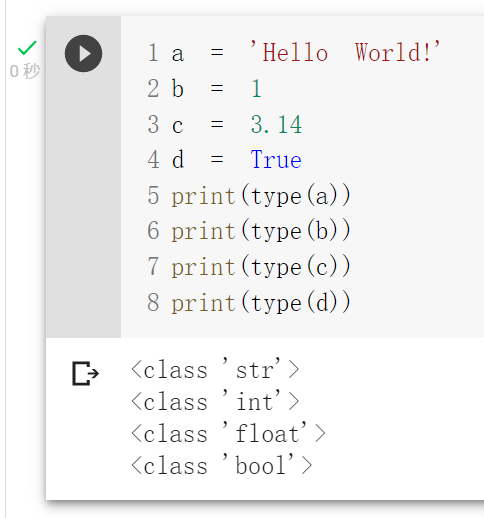 0 秒
1 a = 'Hello World!'
2 b = 1
3 c = 3.14
4 d = True
5 print(type(a))
6 print(type(b))
7 print(type(c))
8 print(type(d))
<class 'str'>
<class 'int'>
<class 'float'>
<class 'bool'>